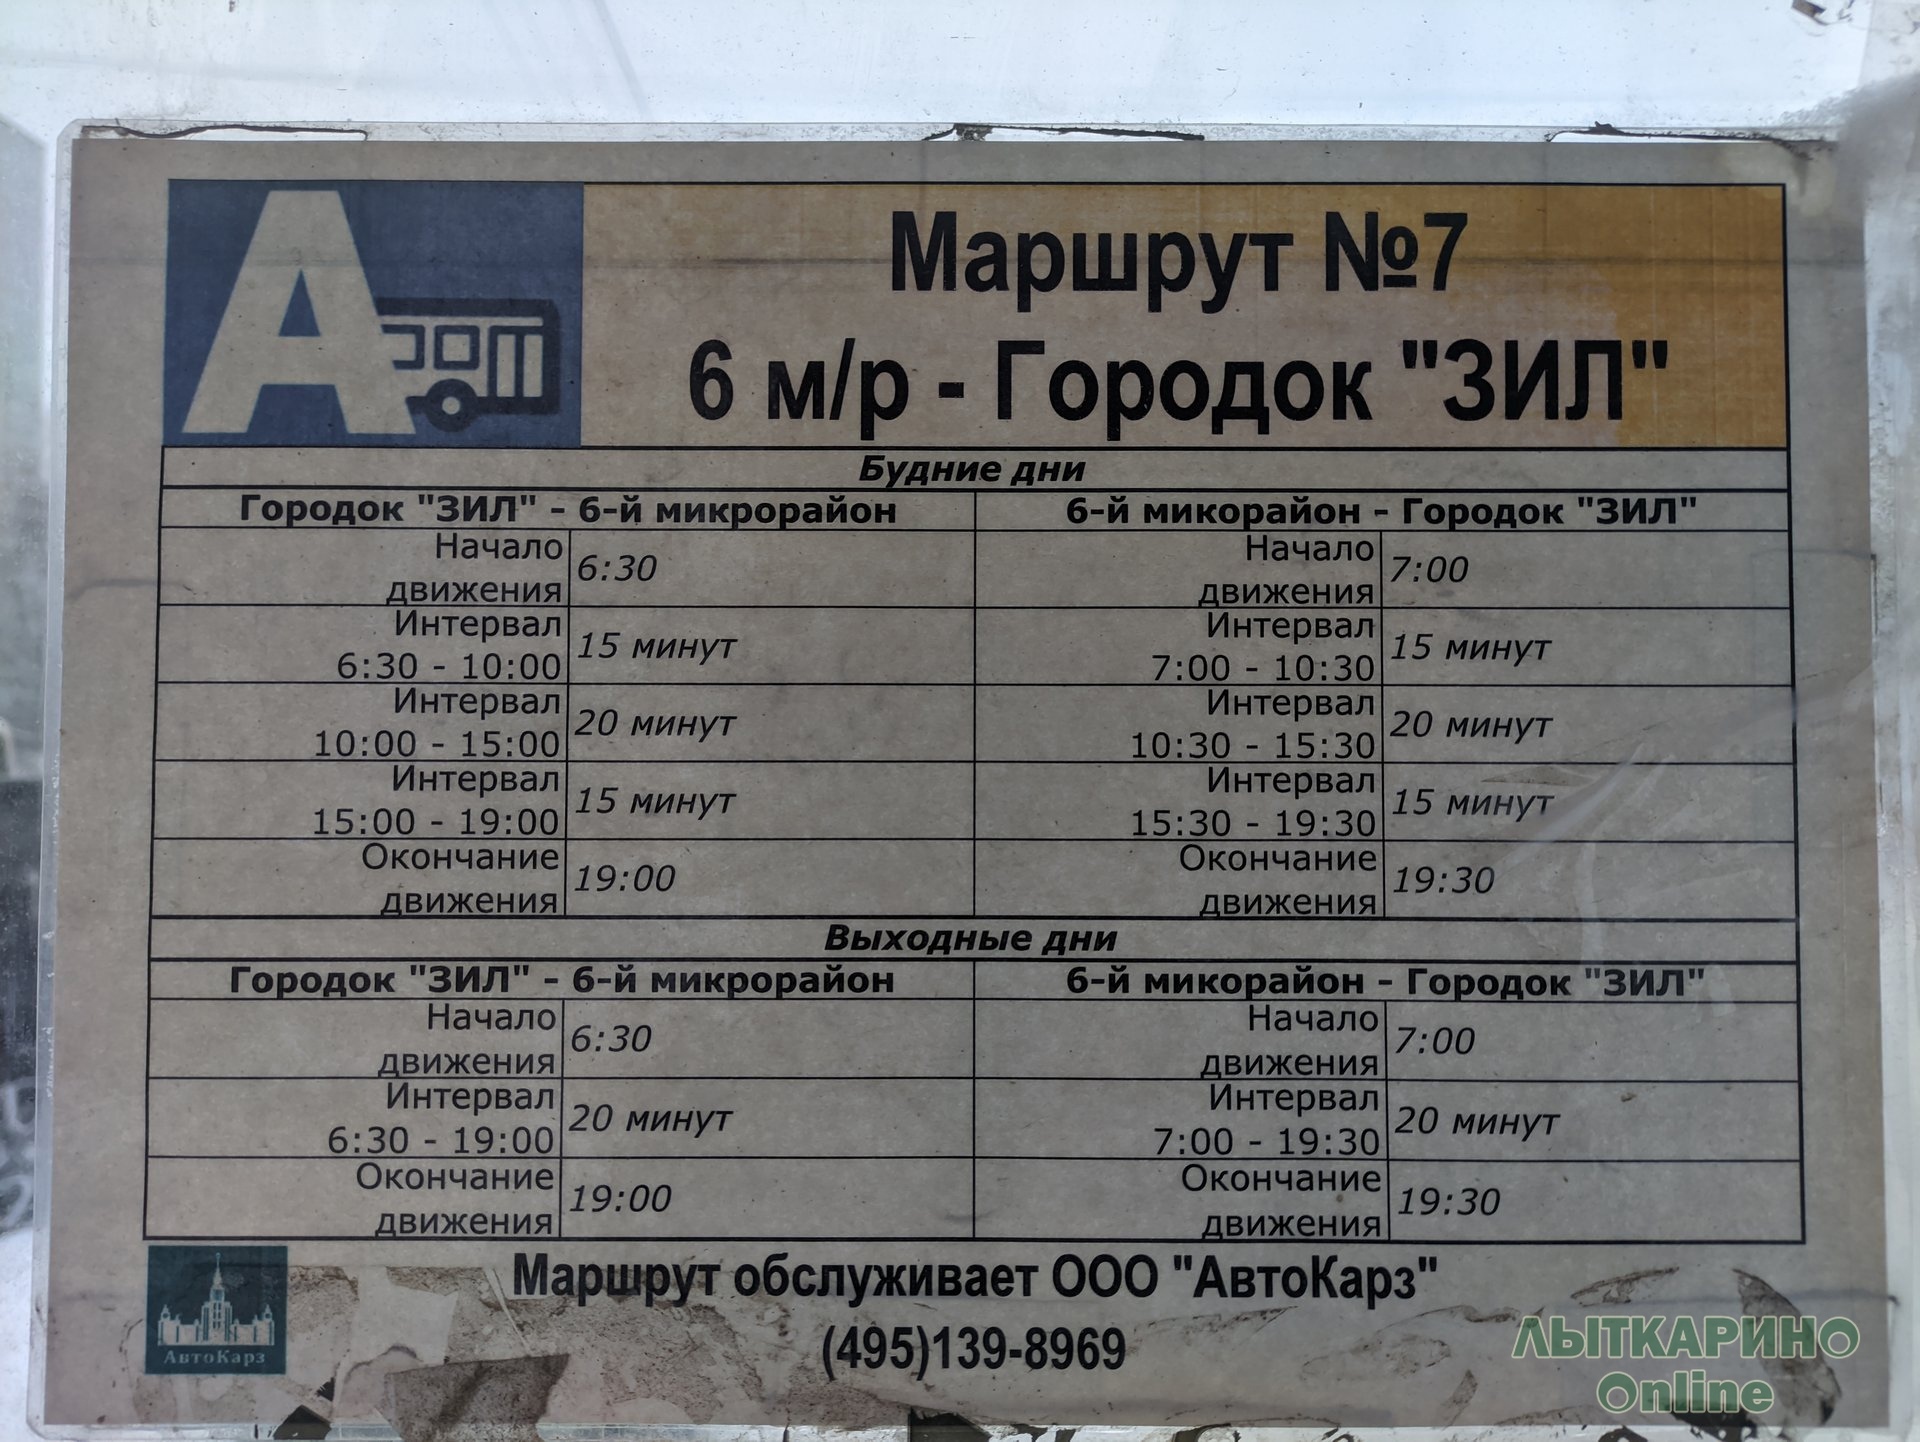 А
Маршрут №7
6 м/р - Городок "ЗИЛ"
Будние дни
Городок "ЗИЛ" - 6-й микрорайон
6-й микорайон - Городок "ЗИЛ"
Начало
движения
6:30
Начало
движения
7:00
Интервал
6:30 - 10:00
15 минут
Интервал
7:00 - 10:30
15 минут
Интервал
10:00 - 15:00
20 минут
Интервал
10:30 - 15:30
20 минут
Интервал
15:00 - 19:00
15 минут
Интервал
15:30 - 19:30
15 минут
Окончание
движения
19:00
Окончание
движения
19:30
Выходные дни
Городок "ЗИЛ" - 6-й микрорайон
6-й микорайон - Городок "ЗИЛ"
Начало
движения
6:30
Начало
движения
7:00
Интервал
6:30 - 19:00
20 минут
Интервал
7:00 - 19:30
20 минут
Окончание
движения
19:00
Окончание
движения
19:30
Маршрут обслуживает ООО "АвтоКарз"
(495)139-8969
АвтоКарз
ЛЫТКАРИНО
Online